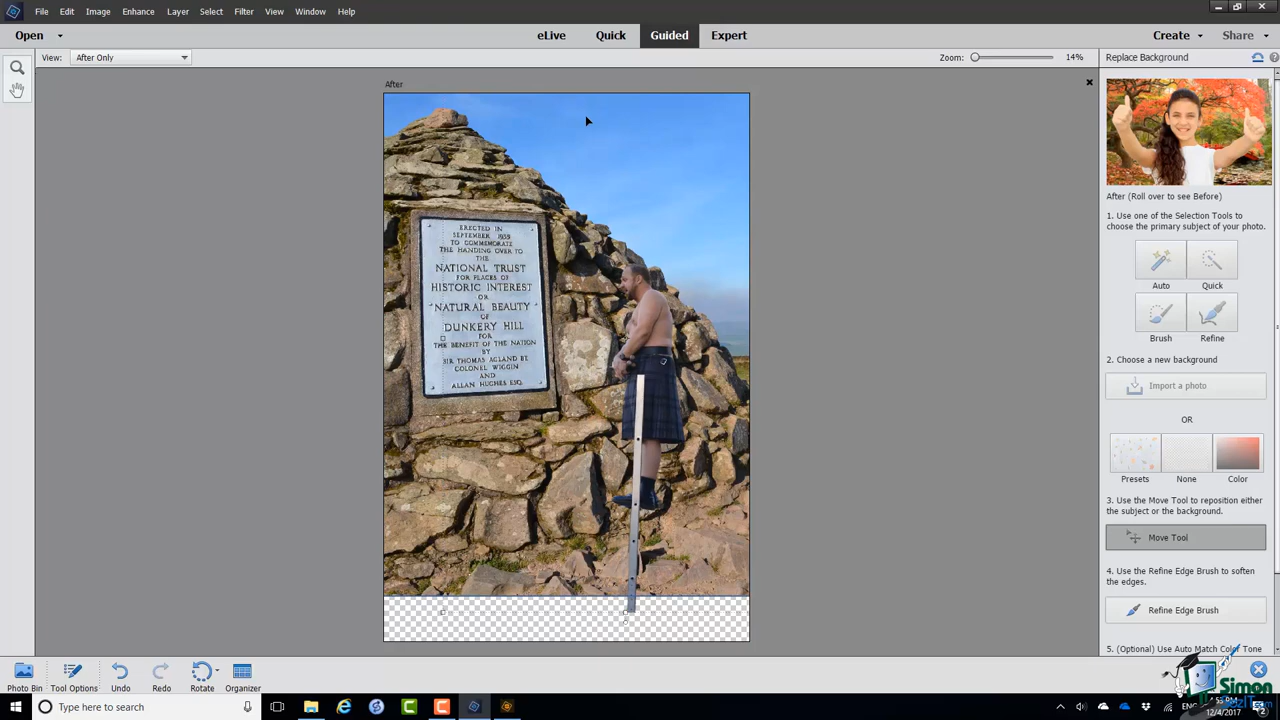 File Edit Image Enhance Layer Select Filter View Window Help
Open eLive Quick Guided Expert Create Share
View: After Only Zoom: 14% Replace Background
After
ERECTED IN
SEPTEMBER 1935
TO COMMEMORATE
THE HANDING OVER TO
THE
NATIONAL TRUST
FOR PLACES OF
HISTORIC INTEREST
OR
NATURAL BEAUTY
OF
DUNKERY HILL
FOR
THE BENEFIT OF THE NATION
BY
SIR THOMAS ACLAND BT.
COLONEL WIGGIN
AND
ALLAN HUGHES ESQ.
After (Roll over to see Before)
1. Use one of the Selection Tools to
choose the primary subject of your photo.
Auto Quick
Brush Refine
2. Choose a new background
Import a photo
OR
Presets None Color
3. Use the Move Tool to reposition either
the subject or the background.
Move Tool
4. Use the Refine Edge Brush to soften
the edges.
Refine Edge Brush
5. (Optional) Use Auto Match Color Tone
Photo Bin Tool Options Undo Redo Rotate Organizer
Simon
SezIT.com
Type here to search
ENG
12/4/2017